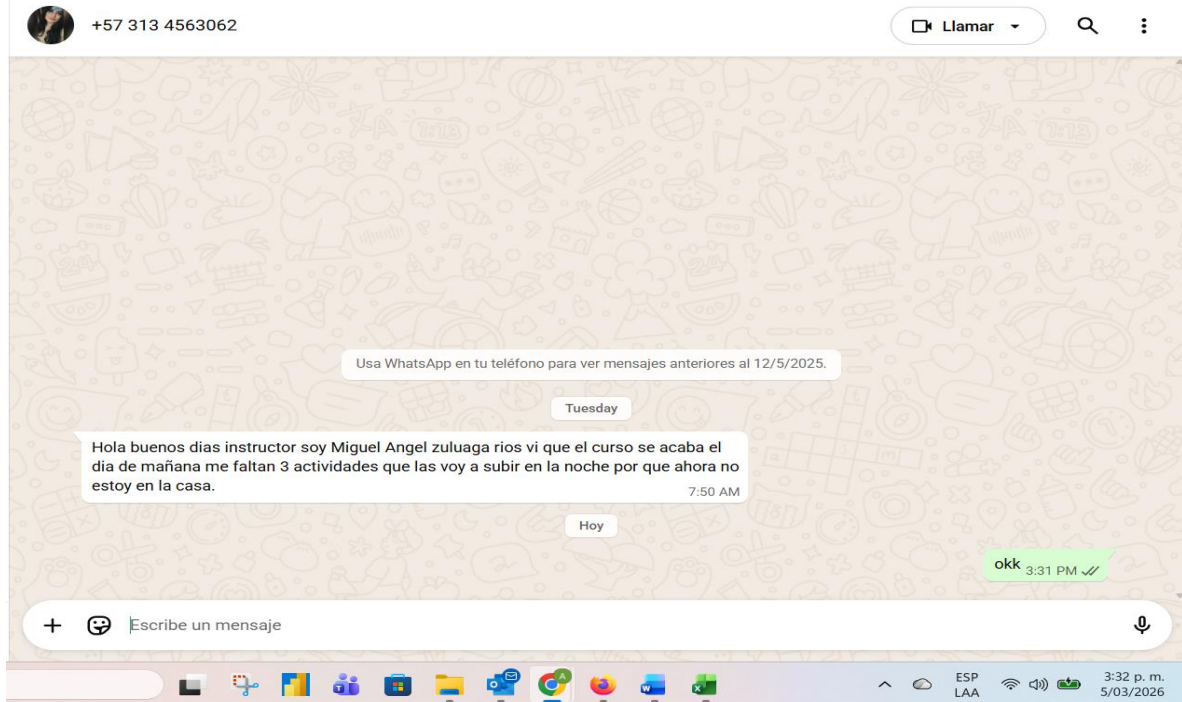 +57 313 4563062
Llamar
Usa WhatsApp en tu teléfono para ver mensajes anteriores al 12/5/2025.
Tuesday
Hola buenos dias instructor soy Miguel Angel zuluaga rios vi que el curso se acaba el
dia de mañana me faltan 3 actividades que las voy a subir en la noche por que ahora no
estoy en la casa.
7:50 AM
Hoy
okk 3:31 PM
Escribe un mensaje
ESP 3:32 p. m.
LAA 5/03/2026